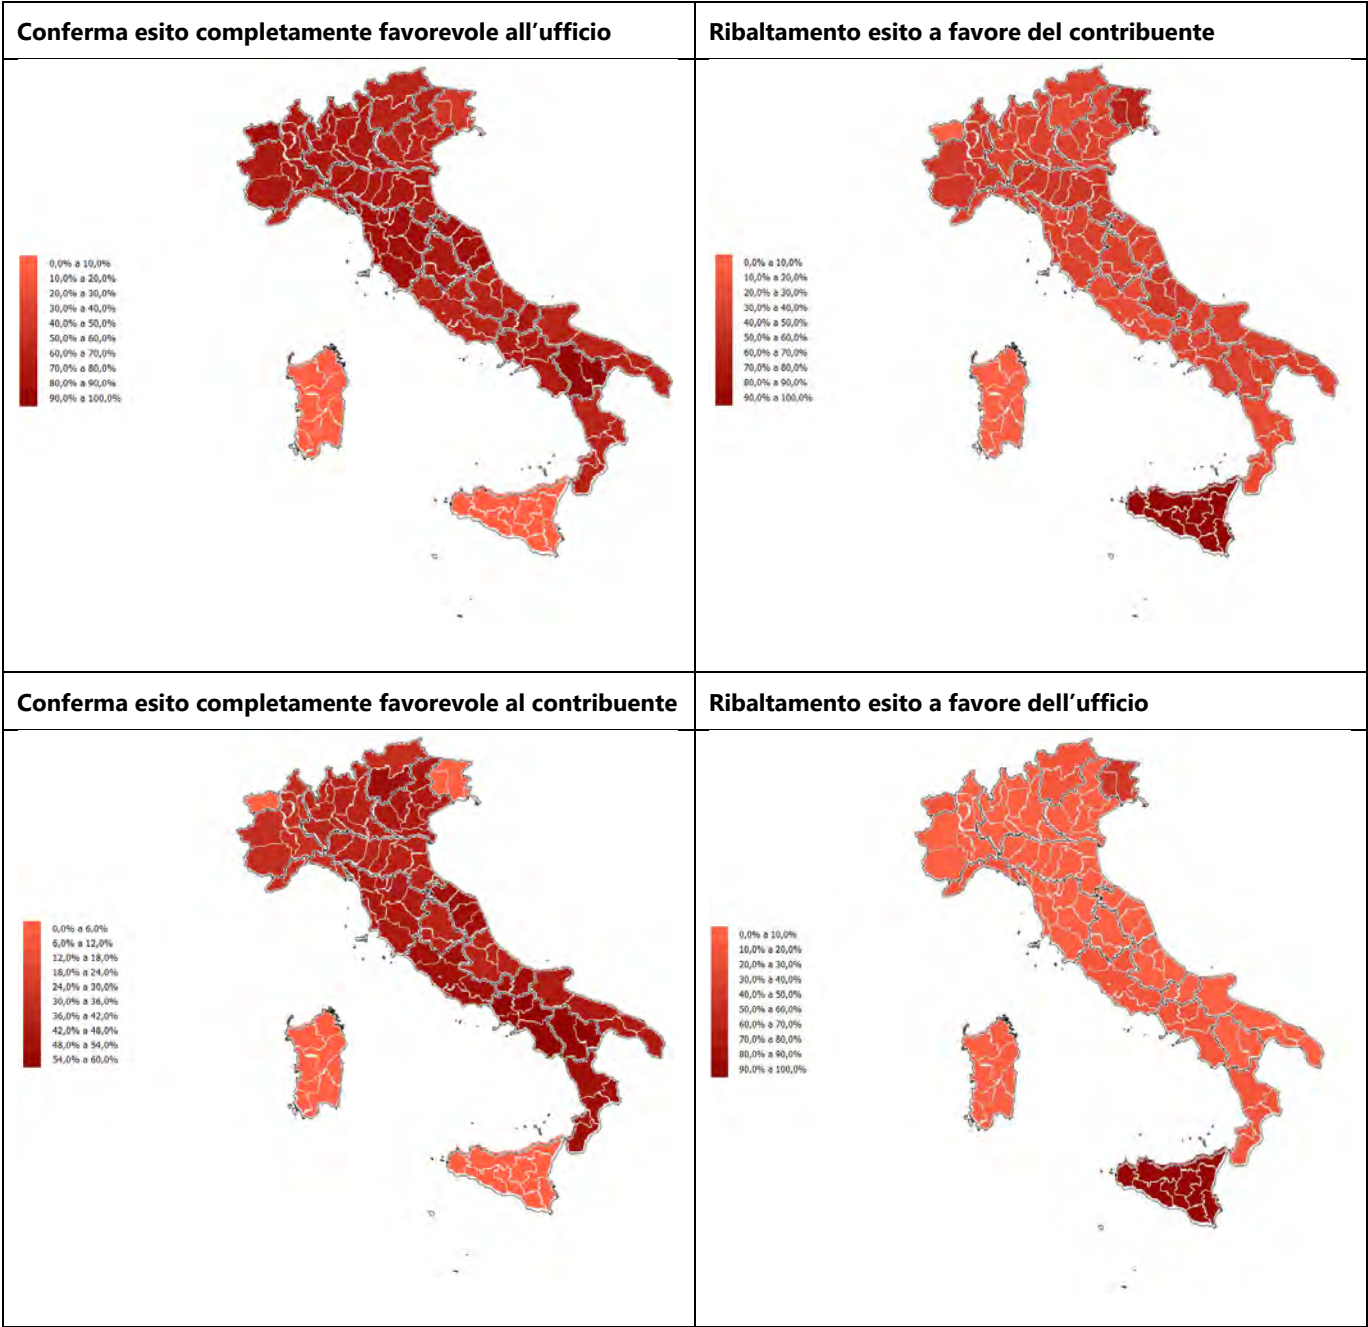 Conferma esito completamente favorevole all’ufficio
Ribaltamento esito a favore del contribuente
0,0% a 10,0%
10,0% a 20,0%
20,0% a 30,0%
30,0% a 40,0%
40,0% a 50,0%
50,0% a 60,0%
60,0% a 70,0%
70,0% a 80,0%
80,0% a 90,0%
90,0% a 100,0%
0,0% a 10,0%
10,0% a 20,0%
20,0% a 30,0%
30,0% a 40,0%
40,0% a 50,0%
50,0% a 60,0%
60,0% a 70,0%
70,0% a 80,0%
80,0% a 90,0%
90,0% a 100,0%
Conferma esito completamente favorevole al contribuente
Ribaltamento esito a favore dell’ufficio
0,0% a 6,0%
6,0% a 12,0%
12,0% a 18,0%
18,0% a 24,0%
24,0% a 30,0%
30,0% a 36,0%
36,0% a 42,0%
42,0% a 48,0%
48,0% a 54,0%
54,0% a 60,0%
0,0% a 10,0%
10,0% a 20,0%
20,0% a 30,0%
30,0% a 40,0%
40,0% a 50,0%
50,0% a 60,0%
60,0% a 70,0%
70,0% a 80,0%
80,0% a 90,0%
90,0% a 100,0%